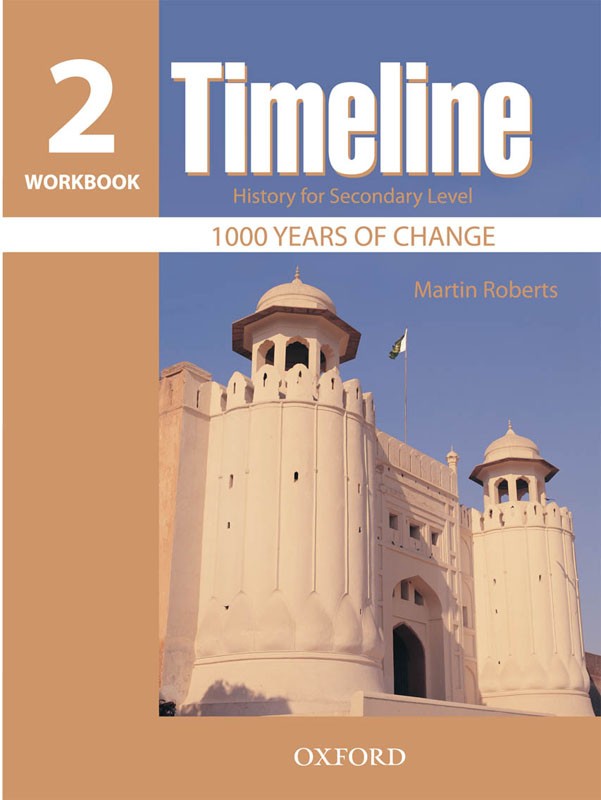 2
WORKBOOK
Timeline
History for Secondary Level
1000 YEARS OF CHANGE
Martin Roberts
OXFORD